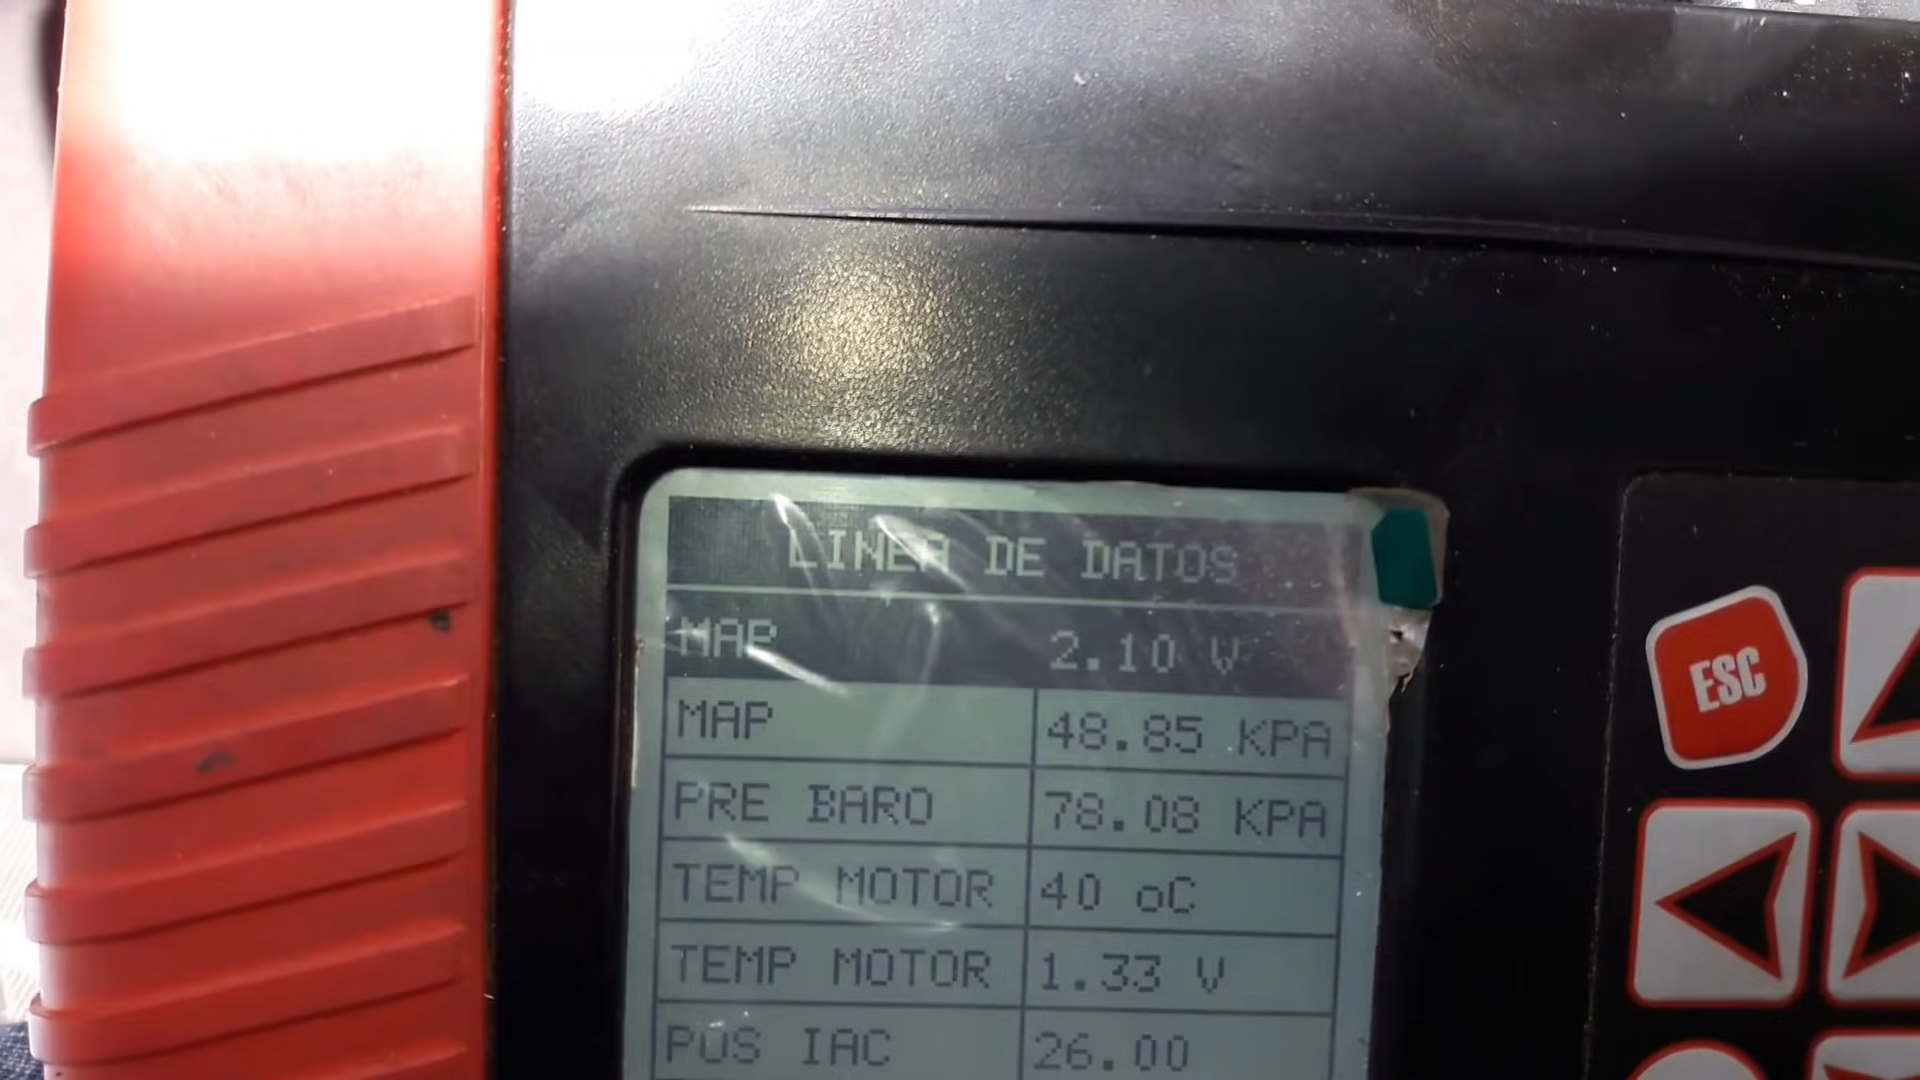 LINEA DE DATOS
MAP 2.10 V
MAP 48.85 KPA
PRE BARO 78.08 KPA
TEMP MOTOR 40 oC
TEMP MOTOR 1.33 V
POS IAC 26.00
ESC